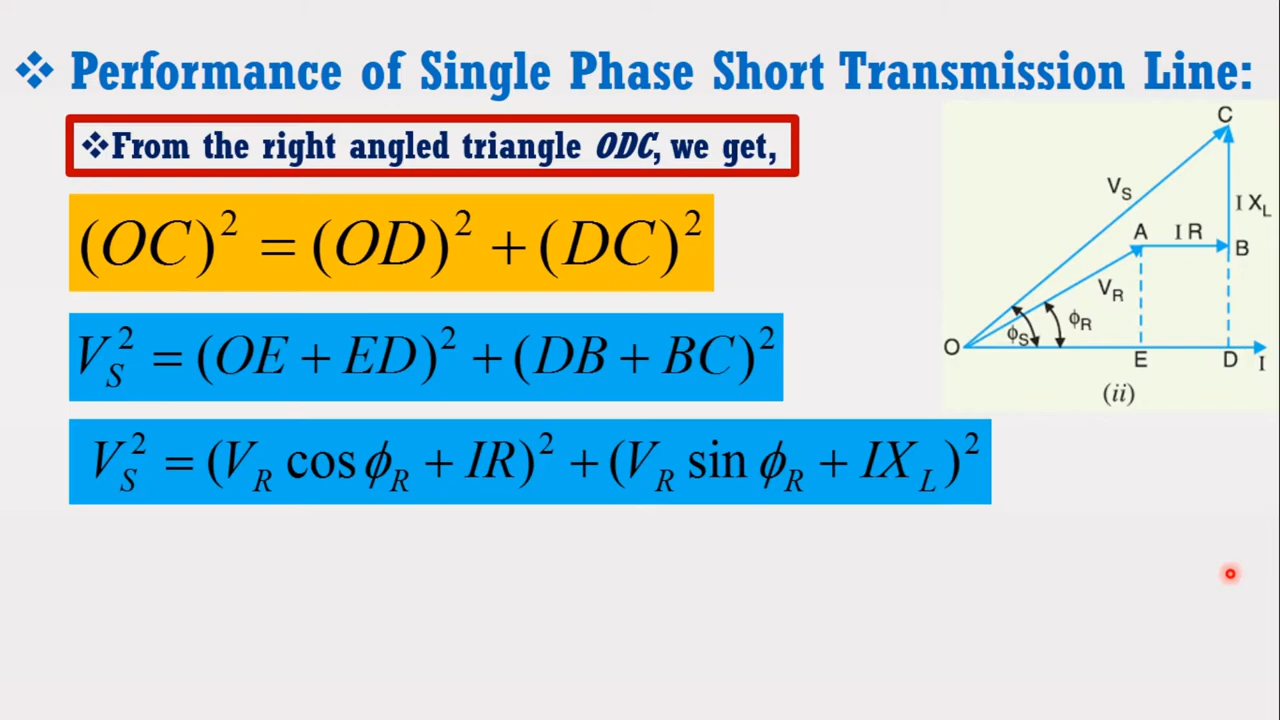 ❖ Performance of Single Phase Short Transmission Line:
❖From the right angled triangle ODC, we get,
(OC)² = (OD)² + (DC)²
V_S² = (OE + ED)² + (DB + BC)²
V_S² = (V_R cos ϕ_R + IR)² + (V_R sin ϕ_R + IX_L)²
C
V_S
I X_L
A I R B
V_R
ϕ_S ϕ_R
O E D I
(ii)